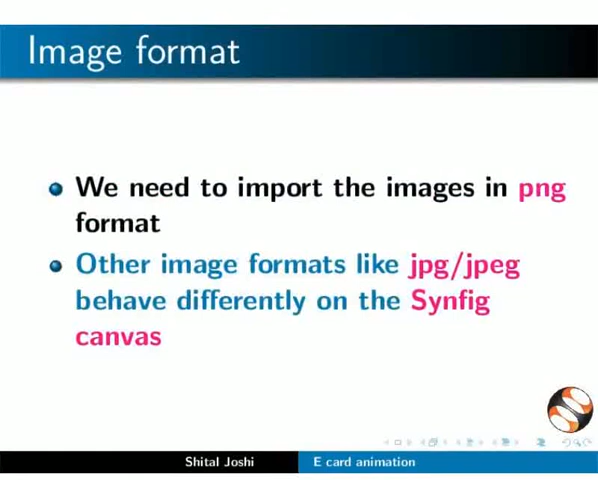 Image format
We need to import the images in png
format
Other image formats like jpg/jpeg
behave differently on the Synfig
canvas
Shital Joshi
E card animation